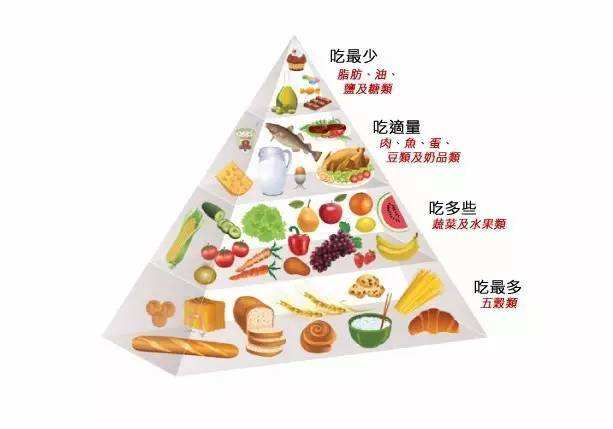 吃最少
脂肪、油、
鹽及糖類
吃適量
肉、魚、蛋、
豆類及奶品類
吃多些
蔬菜及水果類
吃最多
五穀類